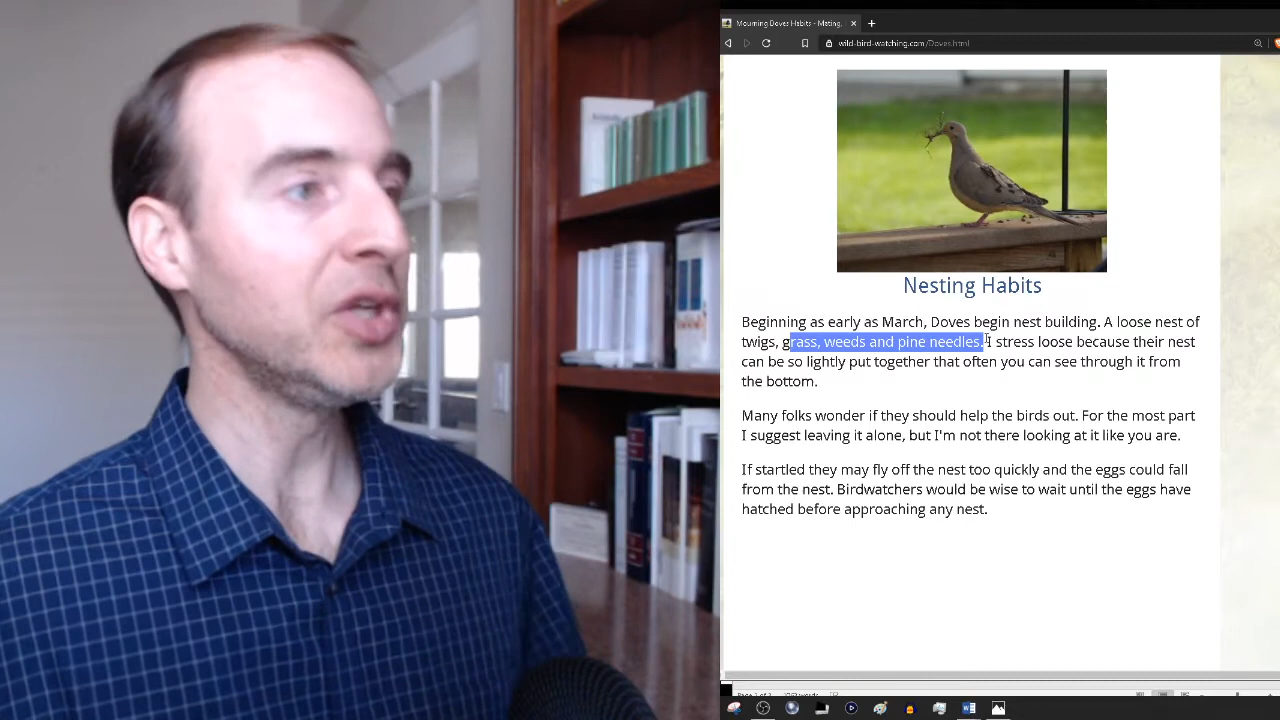 Mourning Doves Habits - Mating,
wild-bird-watching.com/Doves.html
Nesting Habits
Beginning as early as March, Doves begin nest building. A loose nest of
twigs, grass, weeds and pine needles. I stress loose because their nest
can be so lightly put together that often you can see through it from
the bottom.
Many folks wonder if they should help the birds out. For the most part
I suggest leaving it alone, but I'm not there looking at it like you are.
If startled they may fly off the nest too quickly and the eggs could fall
from the nest. Birdwatchers would be wise to wait until the eggs have
hatched before approaching any nest.